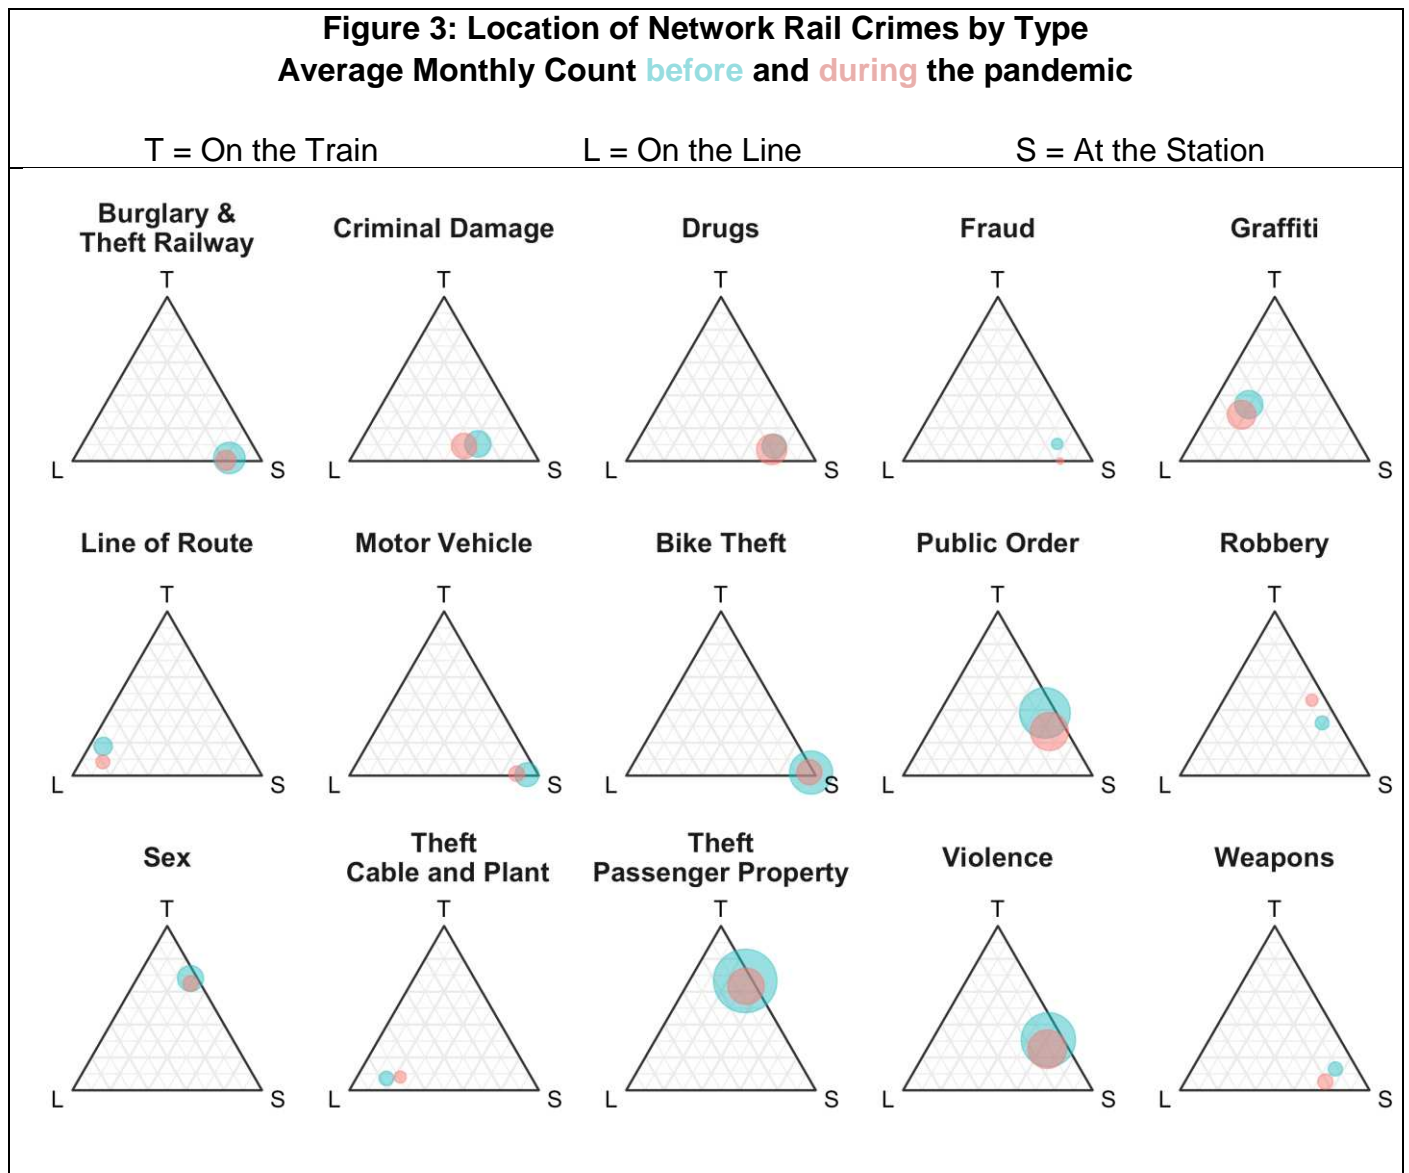 Figure 3: Location of Network Rail Crimes by Type
Average Monthly Count before and during the pandemic
T = On the Train L = On the Line S = At the Station
Burglary &
Theft Railway
Criminal Damage
Drugs
Fraud
Graffiti
T T T T T
L S L S L S L S L S
Line of Route
Motor Vehicle
Bike Theft
Public Order
Robbery
T T T T T
L S L S L S L S L S
Sex
Theft
Cable and Plant
Theft
Passenger Property
Violence
Weapons
T T T T T
L S L S L S L S L S